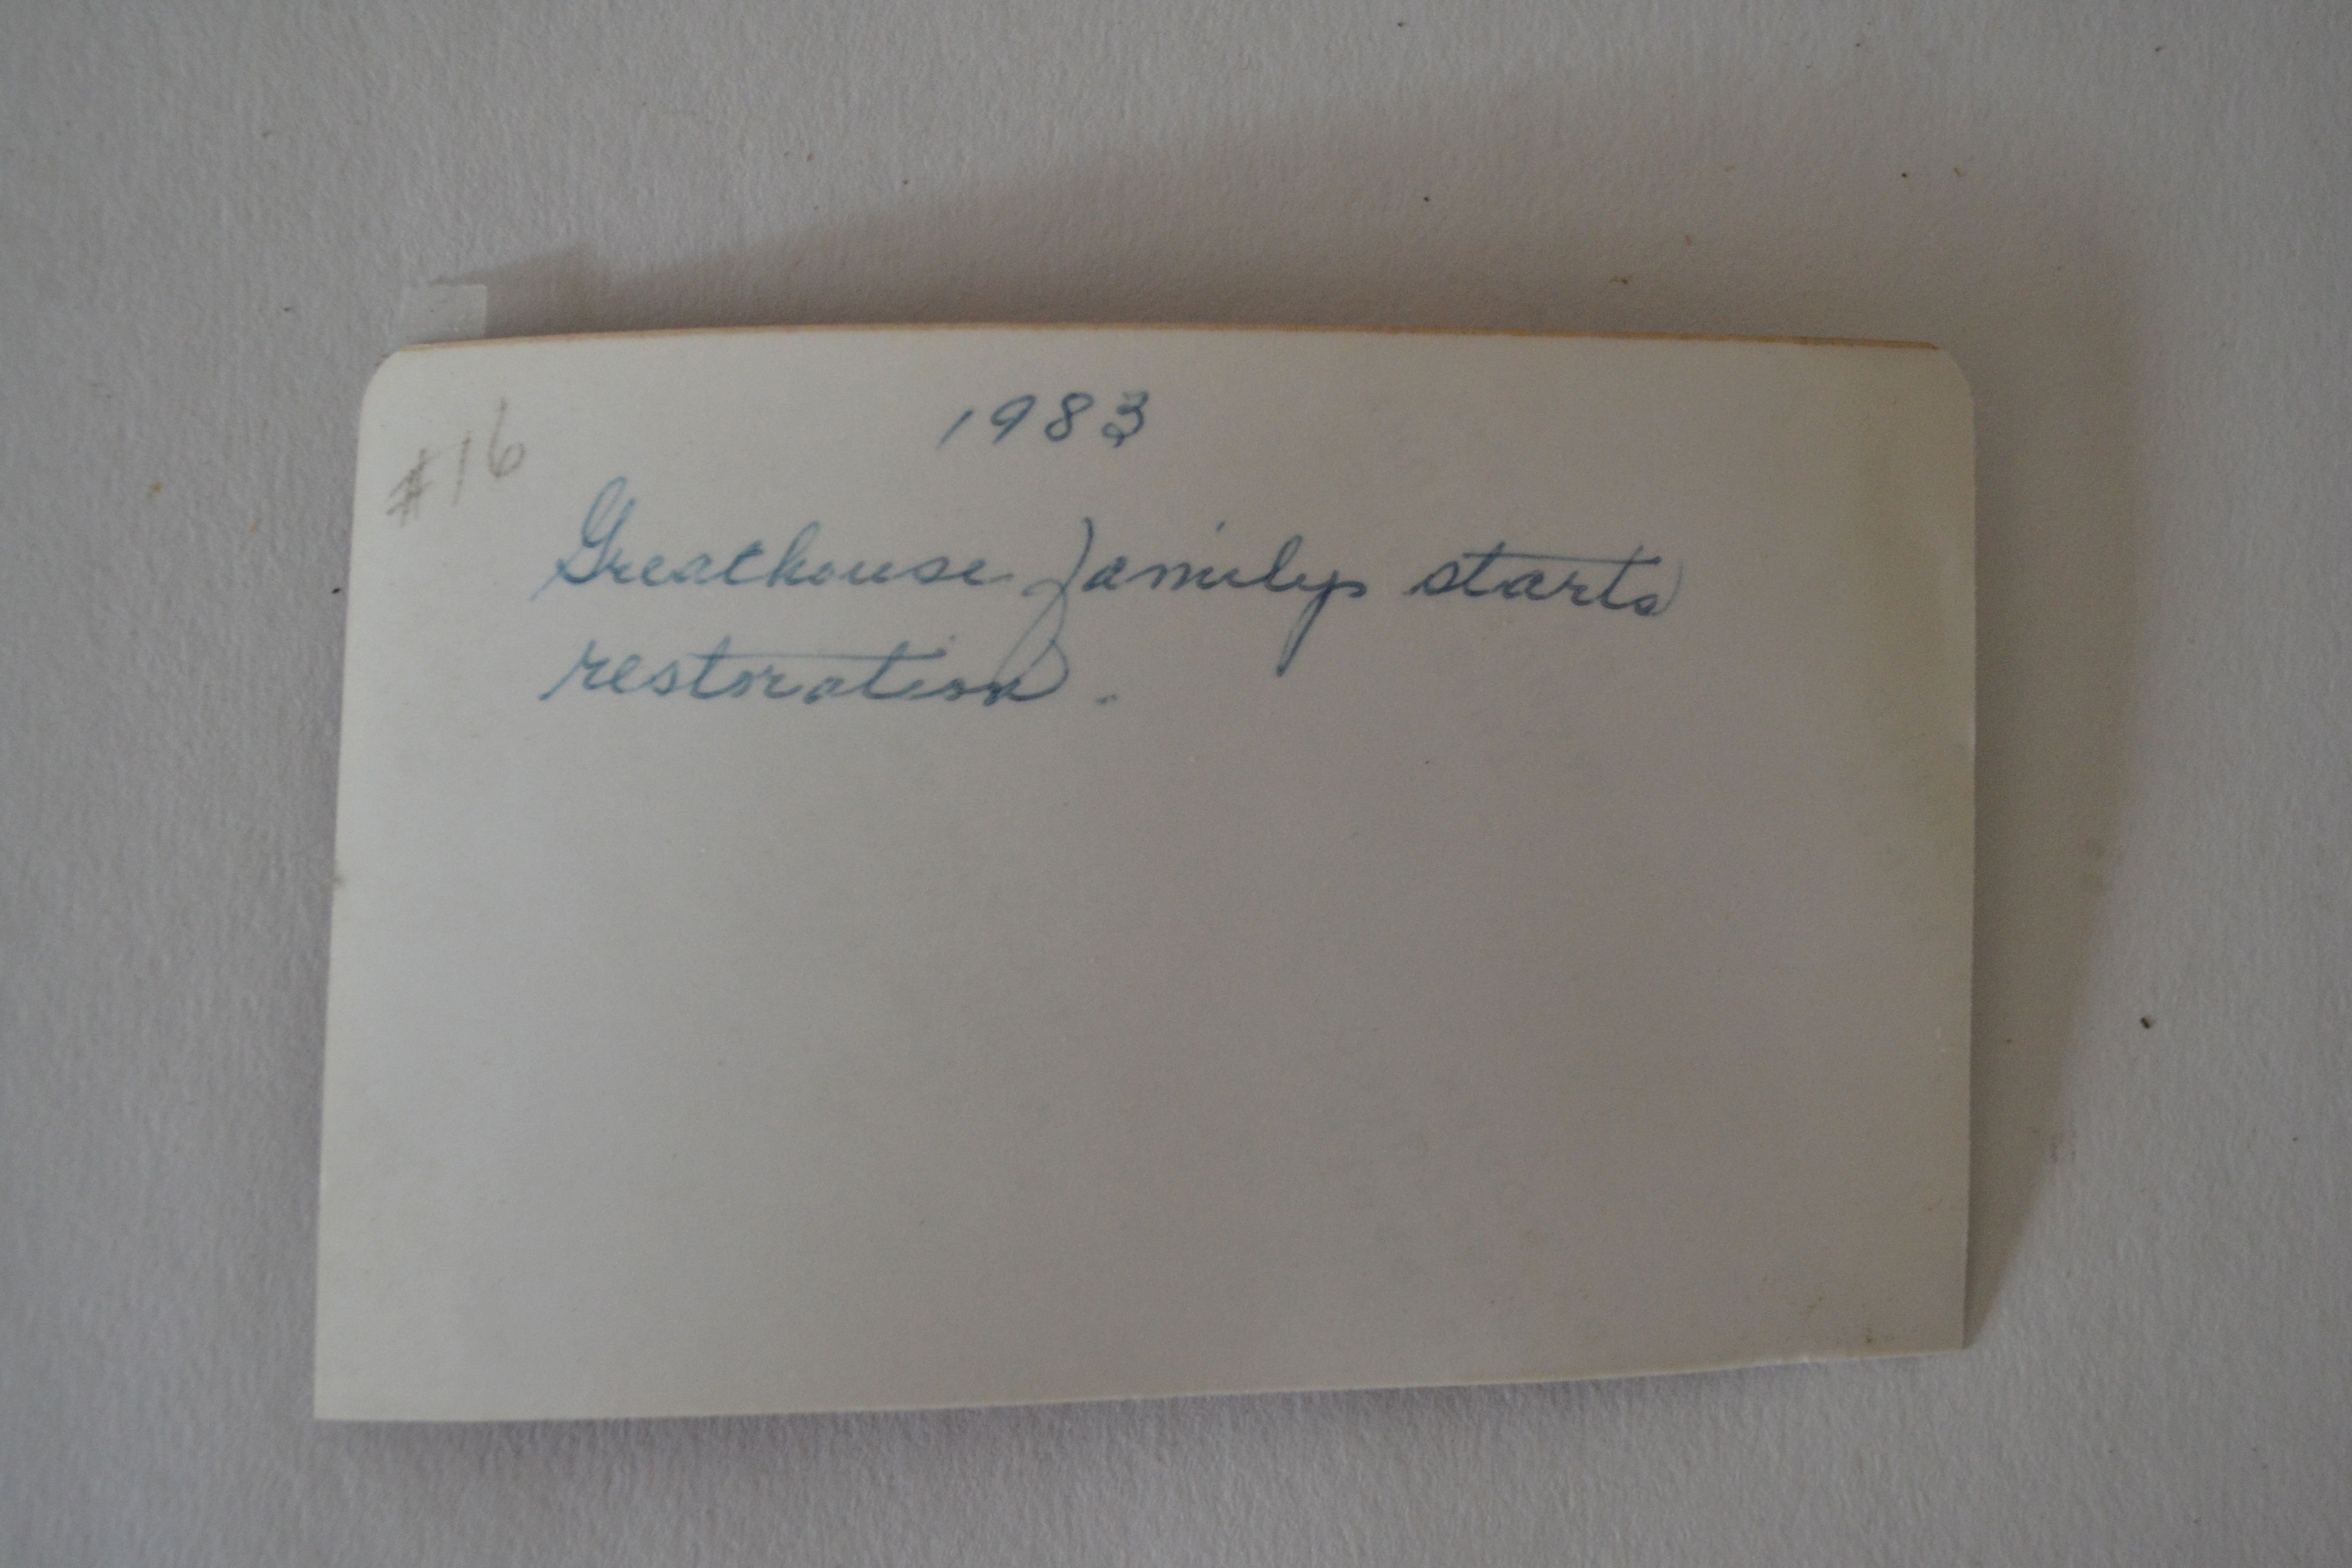 1983
#16
Greathouse family starts
restoration.